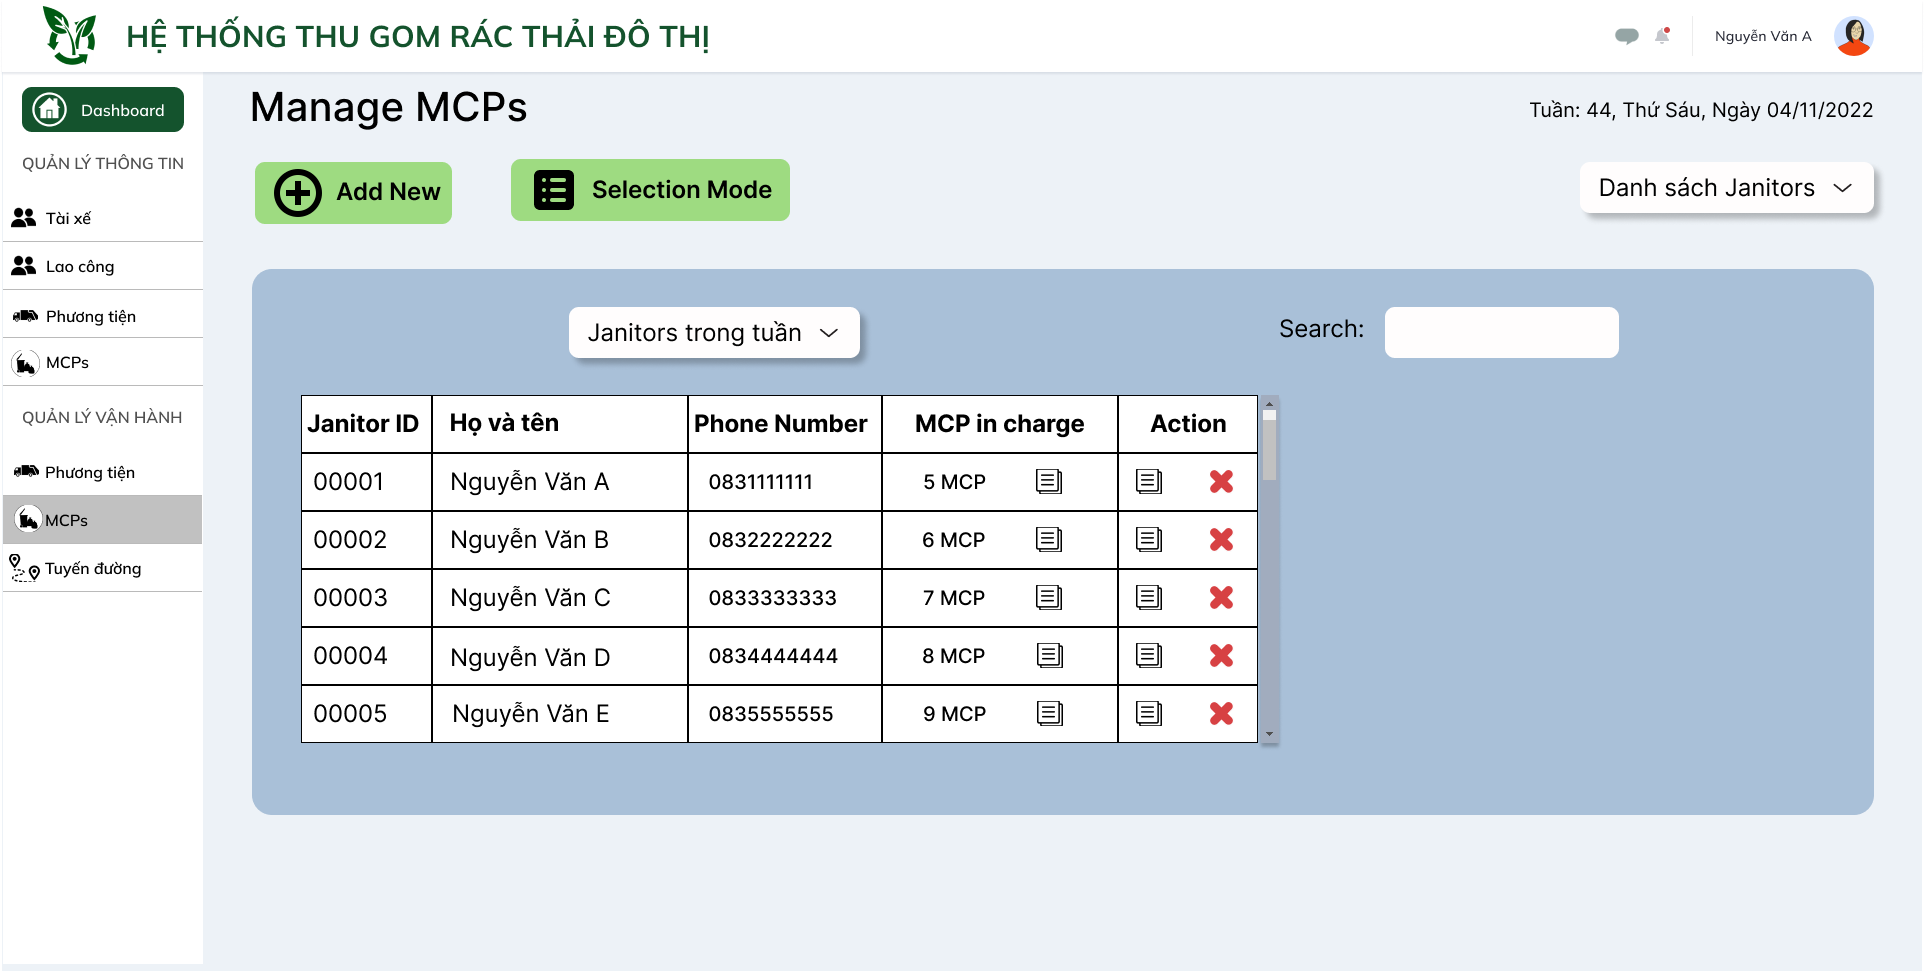 HỆ THỐNG THU GOM RÁC THẢI ĐÔ THỊ
Nguyễn Văn A
Dashboard
QUẢN LÝ THÔNG TIN
Tài xế
Lao công
Phương tiện
MCPs
QUẢN LÝ VẬN HÀNH
Phương tiện
MCPs
Tuyến đường
Manage MCPs
Tuần: 44, Thứ Sáu, Ngày 04/11/2022
Add New
Selection Mode
Danh sách Janitors
Janitors trong tuần
Search:
Janitor ID Họ và tên Phone Number MCP in charge Action
00001 Nguyễn Văn A 0831111111 5 MCP
00002 Nguyễn Văn B 0832222222 6 MCP
00003 Nguyễn Văn C 0833333333 7 MCP
00004 Nguyễn Văn D 0834444444 8 MCP
00005 Nguyễn Văn E 0835555555 9 MCP